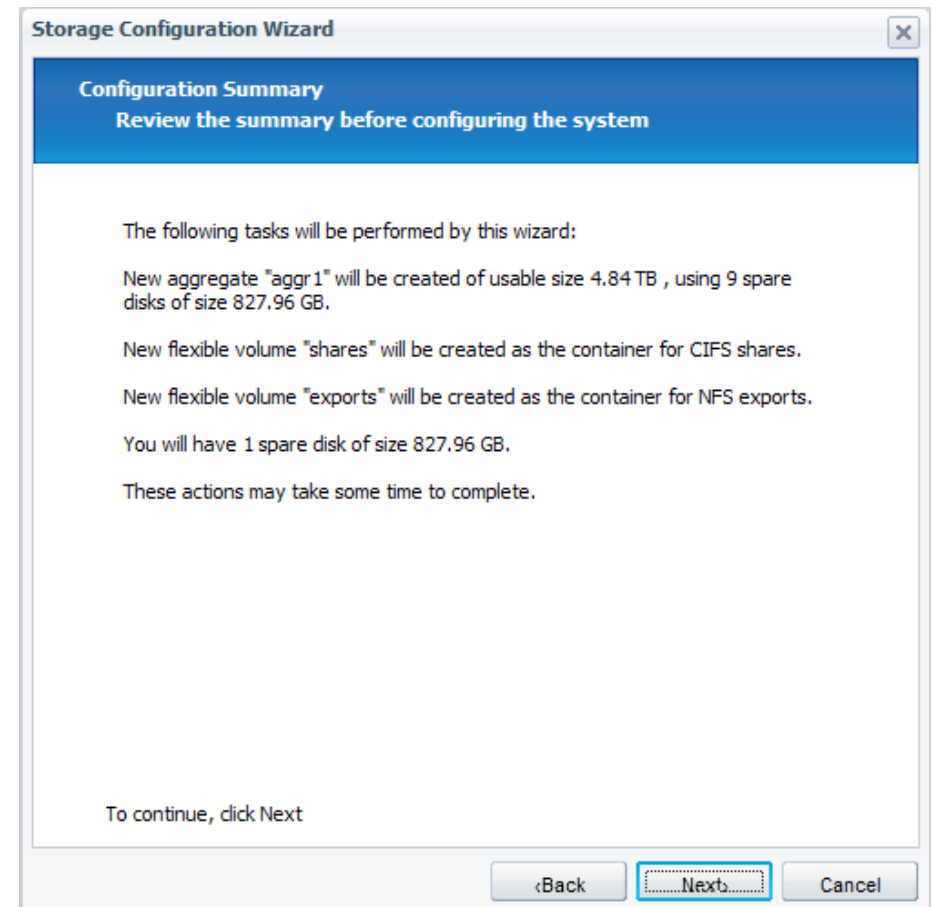 Storage Configuration Wizard
Configuration Summary
Review the summary before configuring the system
The following tasks will be performed by this wizard:
New aggregate "aggr1" will be created of usable size 4.84 TB , using 9 spare
disks of size 827.96 GB.
New flexible volume "shares" will be created as the container for CIFS shares.
New flexible volume "exports" will be created as the container for NFS exports.
You will have 1 spare disk of size 827.96 GB.
These actions may take some time to complete.
To continue, click Next
‹Back
Next›
Cancel